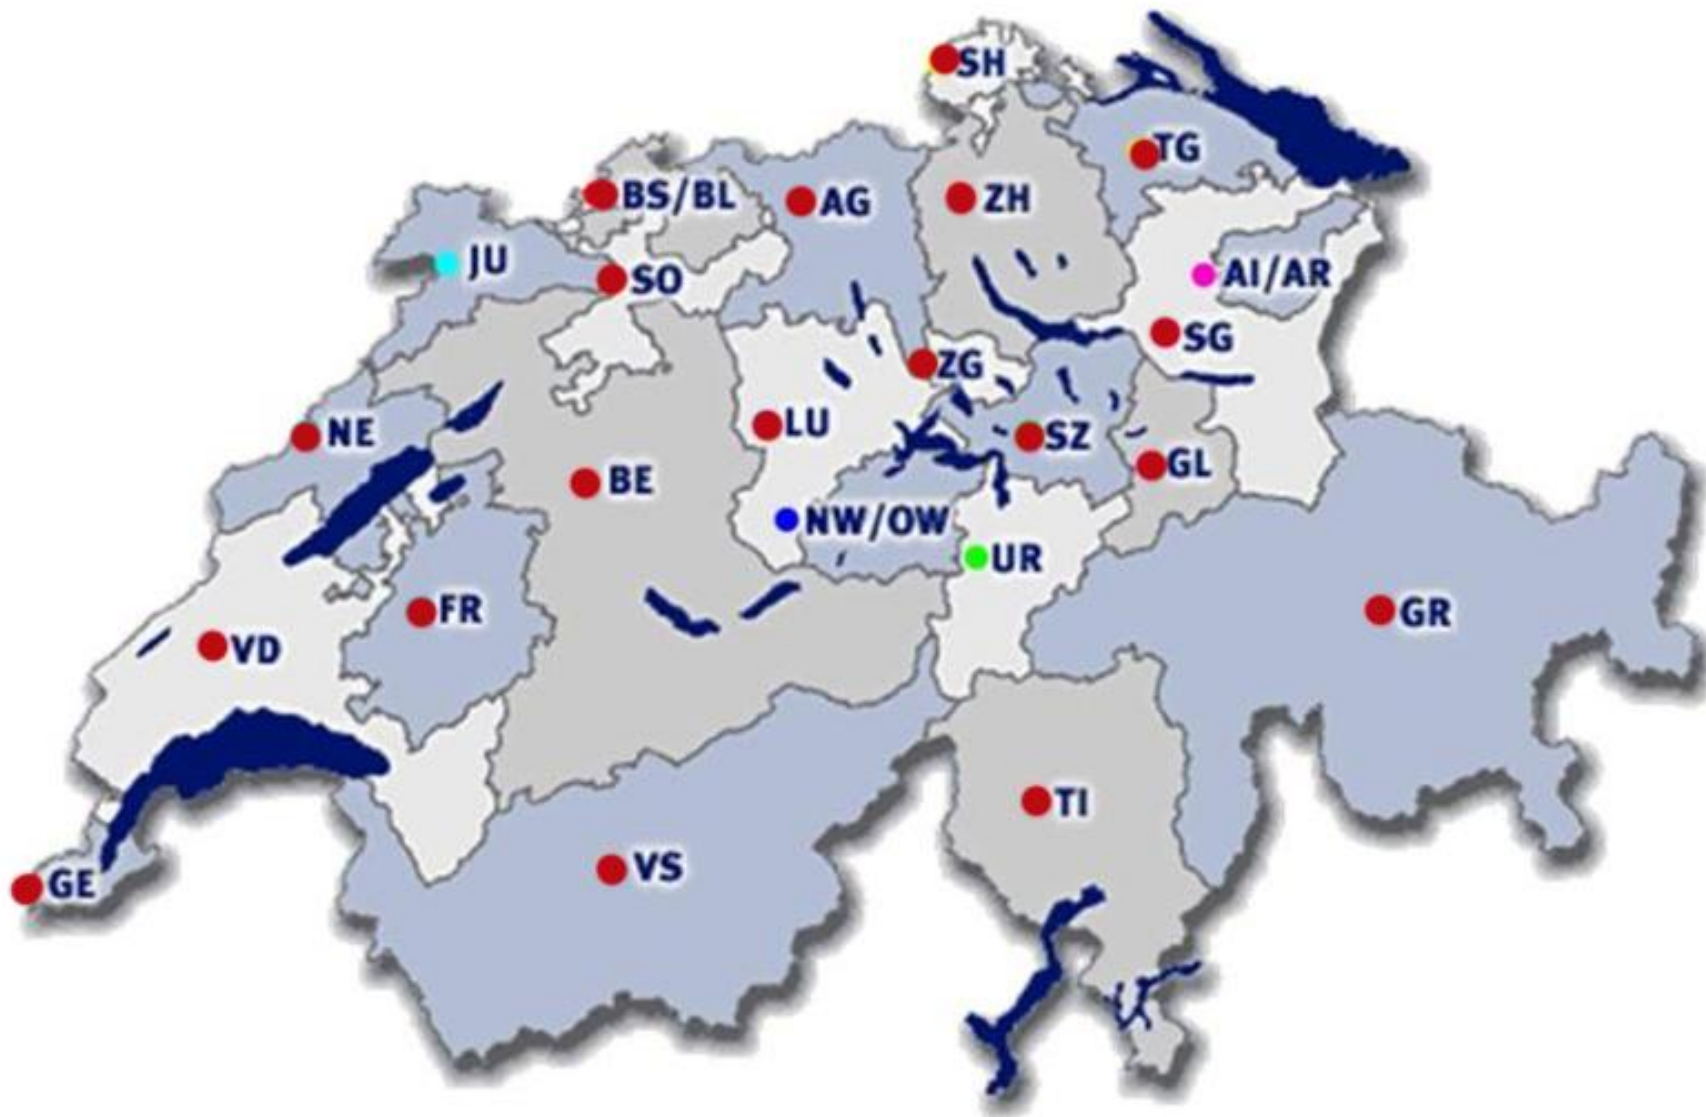 SH
TG
BS/BL
AG
ZH
JU
SO
AI/AR
SG
ZG
NE
LU
SZ
BE
GL
NW/OW
UR
FR
GR
VD
TI
VS
GE